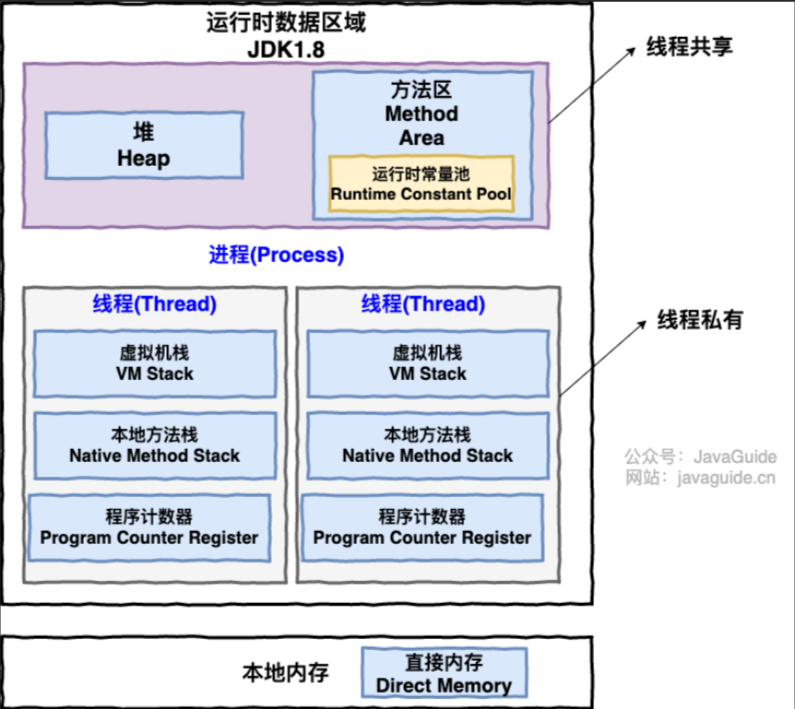 运行时数据区域
JDK1.8
线程共享
堆
Heap
方法区
Method
Area
运行时常量池
Runtime Constant Pool
进程(Process)
线程(Thread)
虚拟机栈
VM Stack
本地方法栈
Native Method Stack
程序计数器
Program Counter Register
线程(Thread)
虚拟机栈
VM Stack
本地方法栈
Native Method Stack
程序计数器
Program Counter Register
线程私有
公众号：JavaGuide
网站：javaguide.cn
本地内存
直接内存
Direct Memory